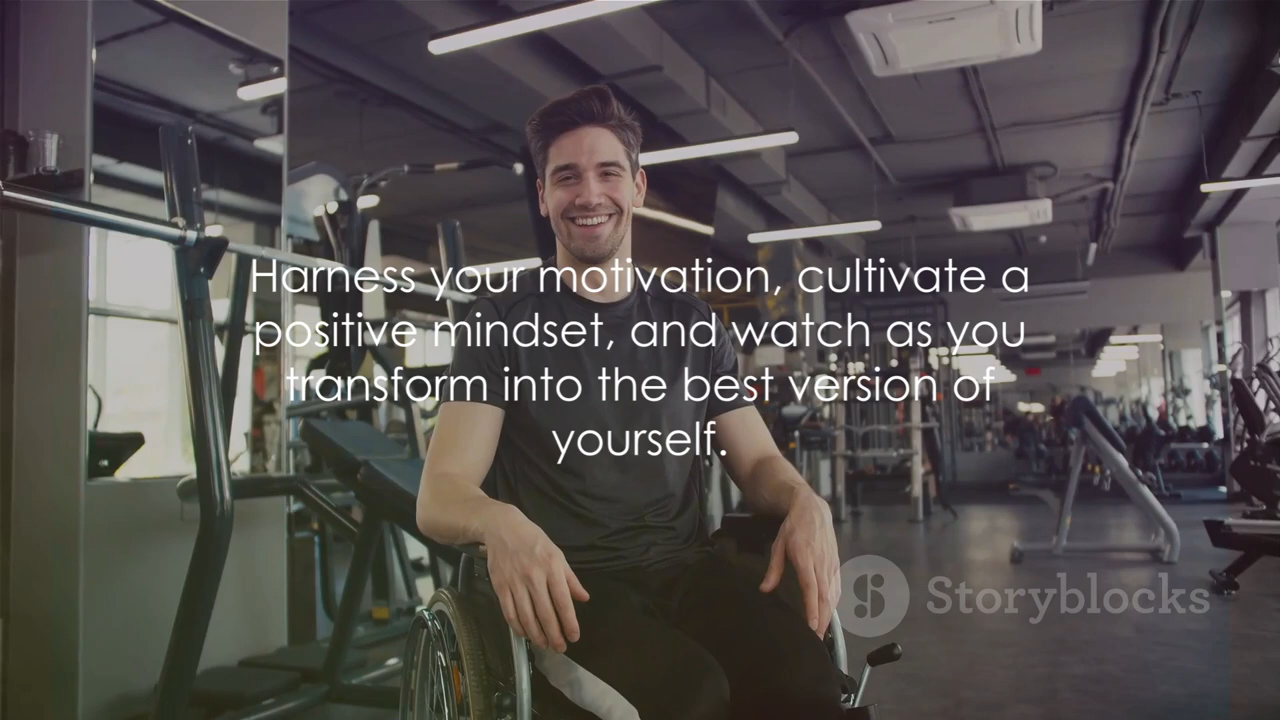 Harness your motivation, cultivate a
positive mindset, and watch as you
transform into the best version of
yourself.
Storyblocks